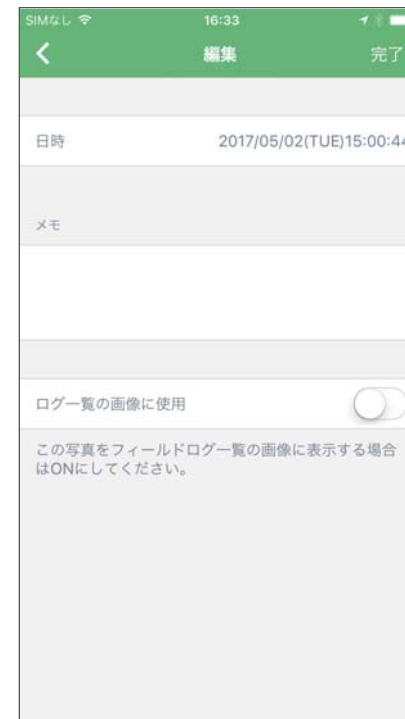 SIMなし 16:33
編集 完了
日時 2017/05/02(TUE)15:00:44
メモ
ログ一覧の画像に使用
この写真をフィールドログ一覧の画像に表示する場合
はONにしてください。